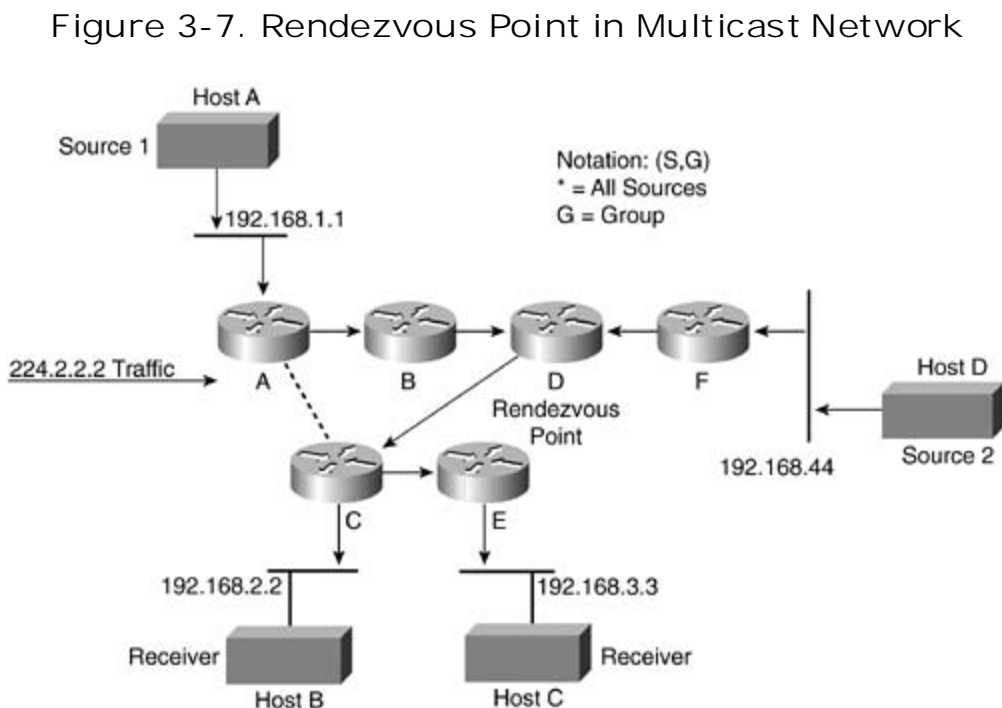 Figure 3-7. Rendezvous Point in Multicast Network
Host A
Source 1
Notation: (S,G)
* = All Sources
G = Group
192.168.1.1
224.2.2.2 Traffic
A
B
D
F
Rendezvous
Point
Host D
Source 2
192.168.44
C
E
192.168.2.2
192.168.3.3
Receiver
Receiver
Host B
Host C